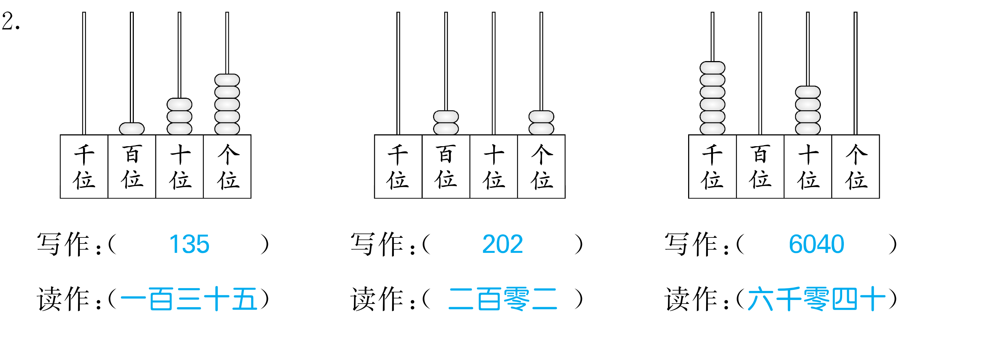 2.
千位 百位 十位 个位 千位 百位 十位 个位 千位 百位 十位 个位
写作:( 135 ) 写作:( 202 ) 写作:( 6040 )
读作:(一百三十五) 读作:( 二百零二 ) 读作:(六千零四十)